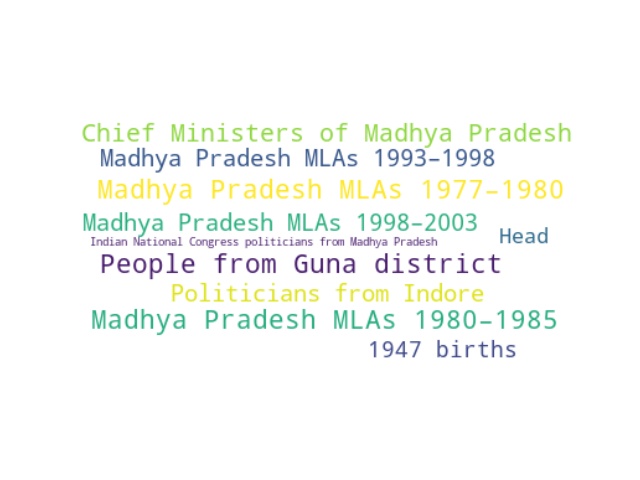 Chief Ministers of Madhya Pradesh
Madhya Pradesh MLAs 1993–1998
Madhya Pradesh MLAs 1977–1980
Madhya Pradesh MLAs 1998–2003
Head
Indian National Congress politicians from Madhya Pradesh
People from Guna district
Politicians from Indore
Madhya Pradesh MLAs 1980–1985
1947 births